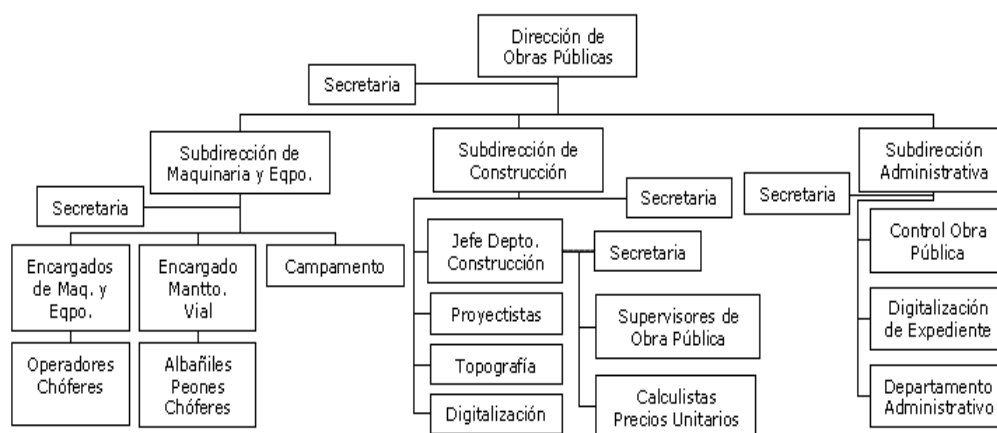 Dirección de
Obras Públicas
Secretaria
Subdirección de
Maquinaria y Eqpo.
Subdirección de
Construcción
Subdirección
Administrativa
Secretaria
Secretaria
Secretaria
Encargados
de Maq. y
Eqpo.
Encargado
Mantto.
Vial
Campamento
Jefe Depto.
Construcción
Secretaria
Control Obra
Pública
Proyectistas
Supervisores de
Obra Pública
Digitalización
de Expediente
Operadores
Chóferes
Albañiles
Peones
Chóferes
Topografía
Digitalización
Calculistas
Precios Unitarios
Departamento
Administrativo